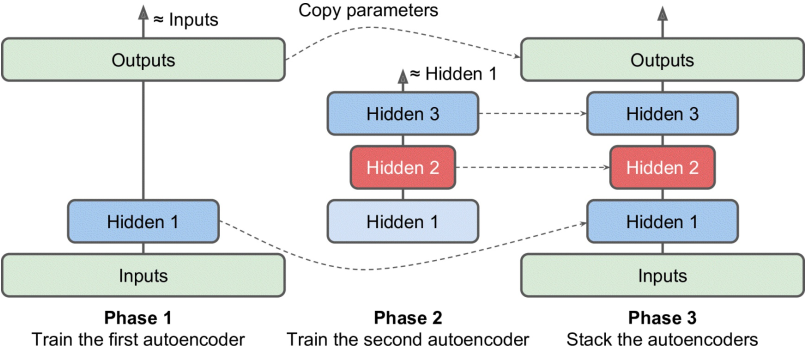 ≈ Inputs
Copy parameters
Outputs
Outputs
≈ Hidden 1
Hidden 3
Hidden 3
Hidden 2
Hidden 2
Hidden 1
Hidden 1
Hidden 1
Inputs
Inputs
Phase 1
Train the first autoencoder
Phase 2
Train the second autoencoder
Phase 3
Stack the autoencoders